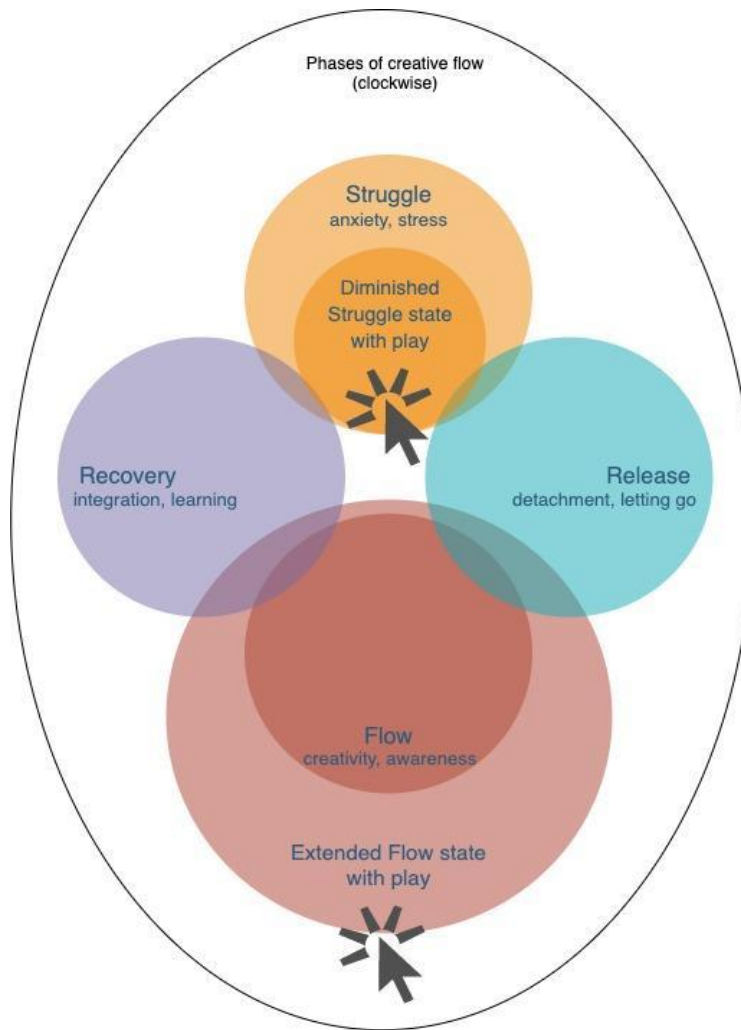 Phases of creative flow
(clockwise)
Struggle
anxiety, stress
Diminished
Struggle state
with play
Recovery
integration, learning
Release
detachment, letting go
Flow
creativity, awareness
Extended Flow state
with play